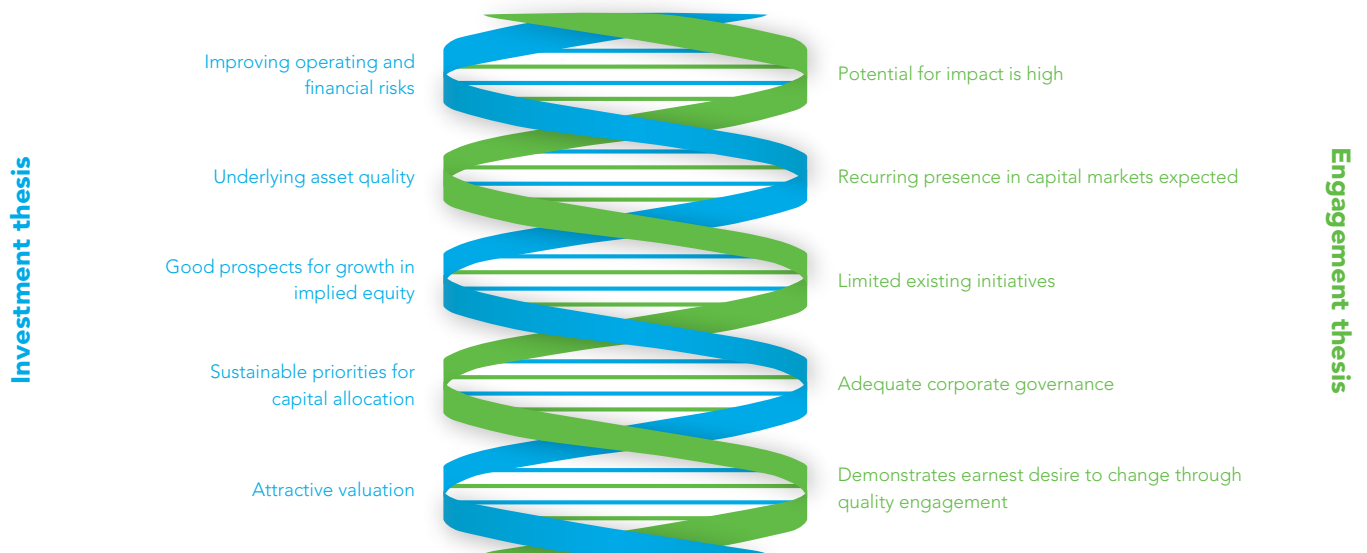 Investment thesis
Improving operating and
financial risks
Underlying asset quality
Good prospects for growth in
implied equity
Sustainable priorities for
capital allocation
Attractive valuation
Potential for impact is high
Recurring presence in capital markets expected
Limited existing initiatives
Adequate corporate governance
Demonstrates earnest desire to change through
quality engagement
Engagement thesis